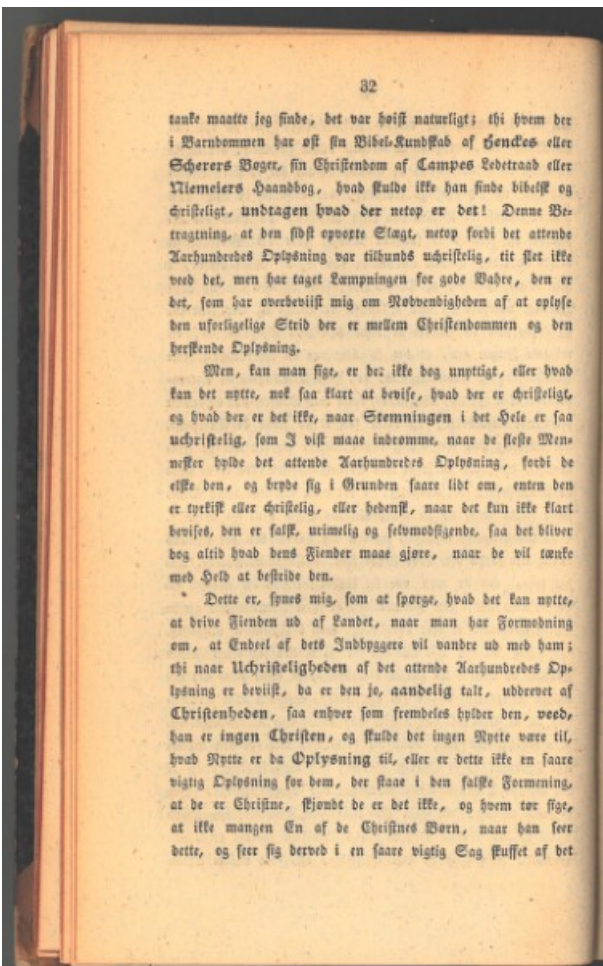 32
tanke maatte jeg finde, det var høist naturligt; thi hvem der
i Barndommen har øst sin Bibel-Kundskab af Henckes eller
Scherers Bøger, sin Christendom af Campes Ledetraad eller
Niemeiers Haandbog, hvad skulde ikke han finde bibelsk og
christeligt, undtagen hvad der netop er det! Denne Be-
tragtning, at den sidst opvoxte Slægt, netop fordi det attende
Aarhundredes Oplysning var tilbunds uchristelig, tit slet ikke
veed det, men har taget Læmpningen for gode Vahre, den er
det, som har overbeviist mig om Nødvendigheden af at oplyse
den uforligelige Strid der er mellem Christendommen og den
herskende Oplysning.
Men, kan man sige, er det ikke dog unyttigt, eller hvad
kan det nytte, nok saa klart at bevise, hvad der er christeligt,
og hvad der er det ikke, naar Stemningen i det Hele er saa
uchristelig, som I vist maae indrømme, naar de fleste Men-
nesker hylde det attende Aarhundredes Oplysning, fordi de
elske den, og bryde sig i Grunden saare lidt om, enten den
er tyrkisk eller christelig, eller hedensk, naar det kun ikke klart
bevises, den er falsk, urimelig og selvmodsigende, saa det bliver
dog altid hvad dens Fiender maae gjøre, naar de vil tænke
med Held at bestride den.
Dette er, synes mig, som at spørge, hvad det kan nytte,
at drive Fienden ud af Landet, naar man har Formodning
om, at Endeel af dets Indbyggere vil vandre ud med ham;
thi naar Uchristeligheden af det attende Aarhundredes Op-
lysning er beviist, da er den jo, aandelig talt, uddrevet af
Christenheden, saa enhver som fremdeles hylder den, veed,
han er ingen Christen, og skulde det ingen Nytte være til,
hvad Nytte er da Oplysning til, eller er dette ikke en saare
vigtig Oplysning for dem, der staae i den falske Formening,
at de er Christne, skjøndt de er det ikke, og hvem tør sige,
at ikke mangen En af de Christnes Børn, naar han seer
dette, og seer sig derved i en saare vigtig Sag skuffet af det